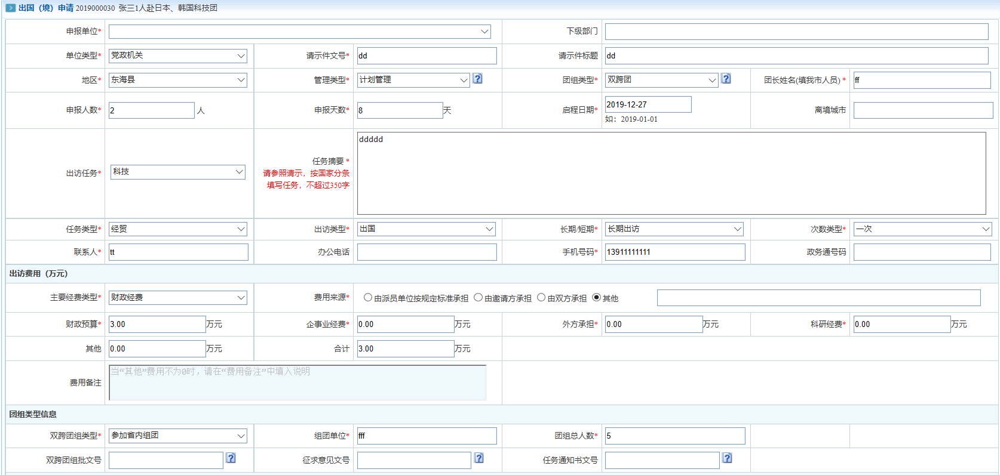 出国（境）申请 2019000030 张三1人赴日本、韩国科技团
申报单位* 下级部门
单位类型* 党政机关 请示件文号* dd 请示件标题 dd
地区* 东海县 管理类型* 计划管理 团组类型* 双跨团 团长姓名(填我市人员) * ff
申报人数* 2 人 申报天数* 8 天 启程日期* 2019-12-27 离境城市
如：2019-01-01
出访任务* 科技 任务摘要 * ddddd
请参照请示，按国家分条
填写任务，不超过350字
任务类型* 经贸 出访类型* 出国 长期/短期* 长期出访 次数类型* 一次
联系人* tt 办公电话 手机号码* 13911111111 政务通号码
出访费用（万元）
主要经费类型* 财政经费 费用来源* 由派员单位按规定标准承担 由邀请方承担 由双方承担 其他
财政预算* 3.00 万元 企事业经费* 0.00 万元 外方承担* 0.00 万元 科研经费* 0.00 万元
其他 0.00 万元 合计 3.00 万元
费用备注 当“其他”费用不为0时，请在“费用备注”中填入说明
团组类型信息
双跨团组类型* 参加省内组团 组团单位* fff 团组总人数* 5
双跨团组批文号 征求意见文号 任务通知书文号